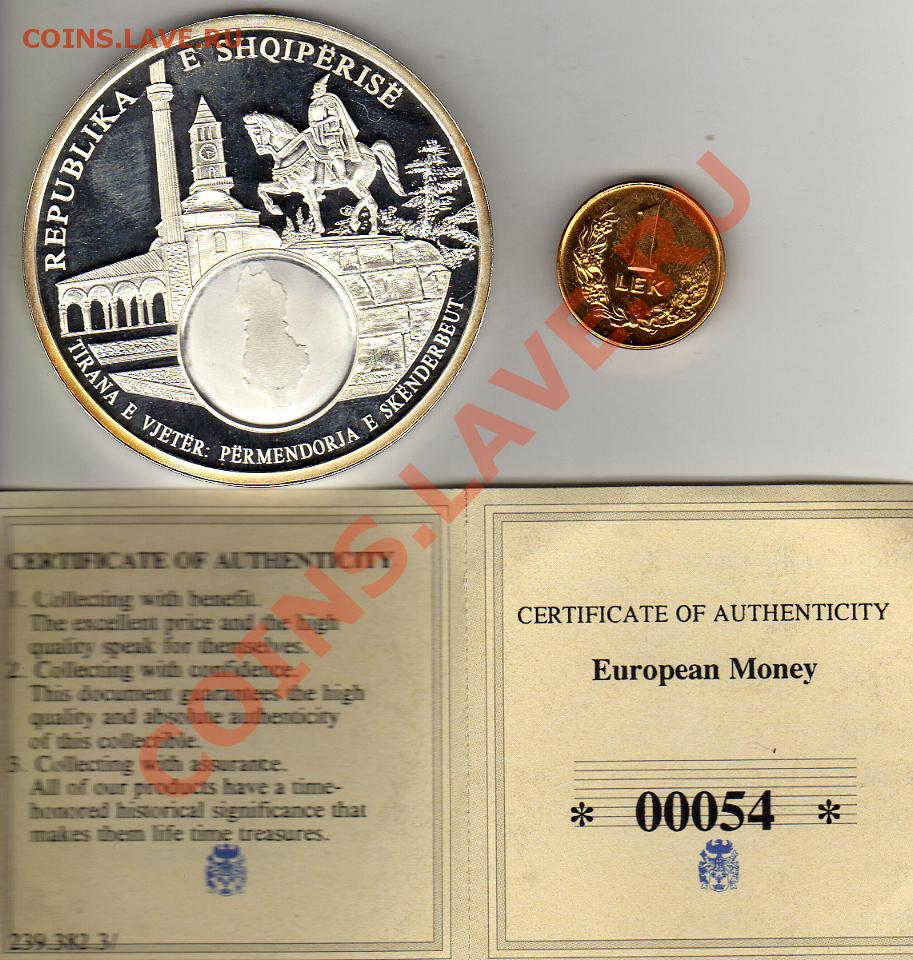 COINS.LAVE.RU
REPUBLIKA E SHQIPËRISË
TIRANA E VJETËR: PËRMENDORJA E SKËNDERBEUT
1
LEK
COINS.LAVE.RU
CERTIFICATE OF AUTHENTICITY
1. Collecting with benefit.
The excellent price and the high
quality speak for themselves.
2. Collecting with confidence.
This document guarantees the high
quality and absolute authenticity
of this collectible.
3. Collecting with assurance.
All of our products have a time-
honored historical significance that
makes them life time treasures.
239.382.3/
CERTIFICATE OF AUTHENTICITY
European Money
* 00054 *